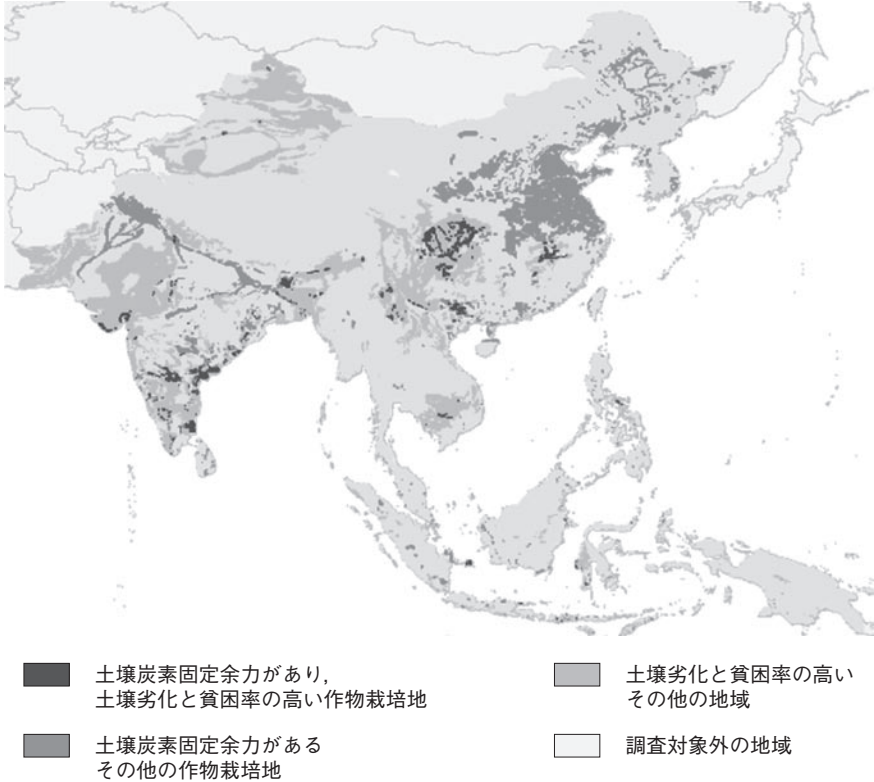 土壌炭素固定余力があり,
土壌劣化と貧困率の高い作物栽培地
土壌炭素固定余力がある
その他の作物栽培地
土壌劣化と貧困率の高い
その他の地域
調査対象外の地域